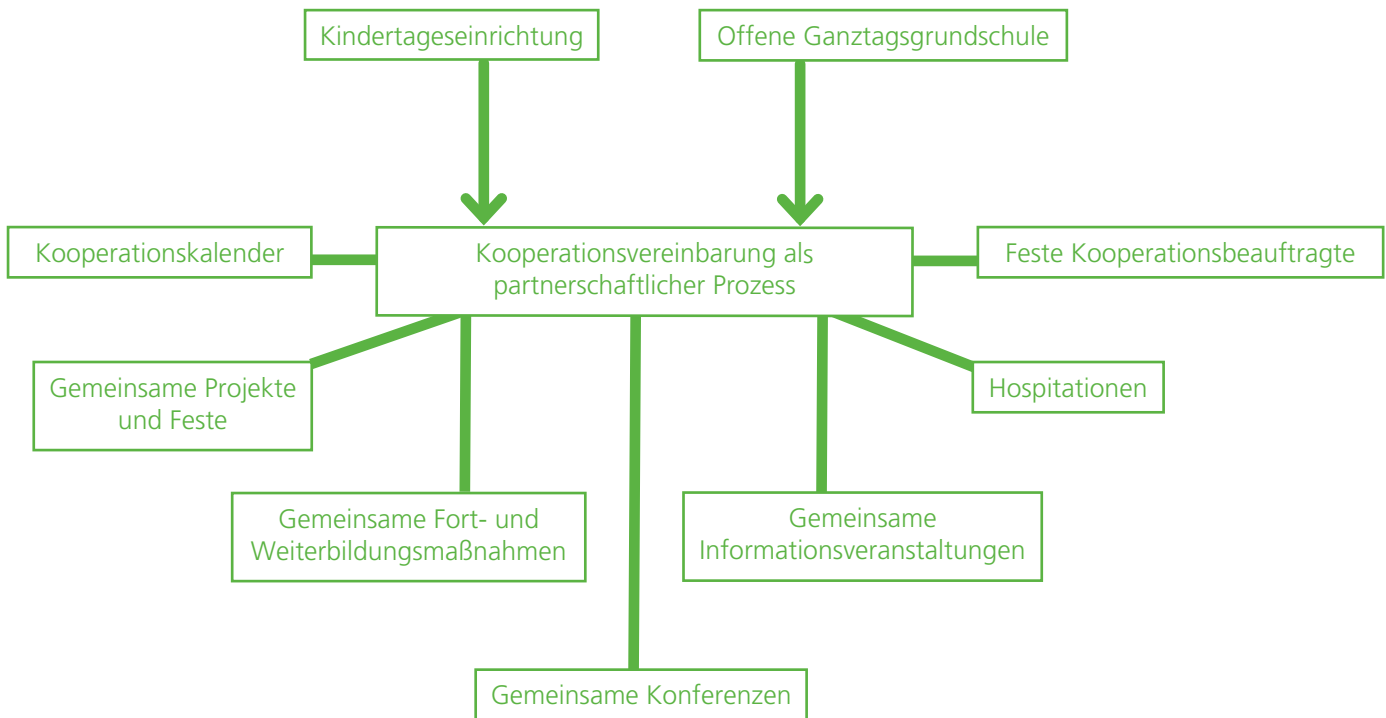 Kindertageseinrichtung
Offene Ganztagsgrundschule
Kooperationskalender
Kooperationsvereinbarung als
partnerschaftlicher Prozess
Feste Kooperationsbeauftragte
Gemeinsame Projekte
und Feste
Hospitationen
Gemeinsame Fort- und
Weiterbildungsmaßnahmen
Gemeinsame
Informationsveranstaltungen
Gemeinsame Konferenzen